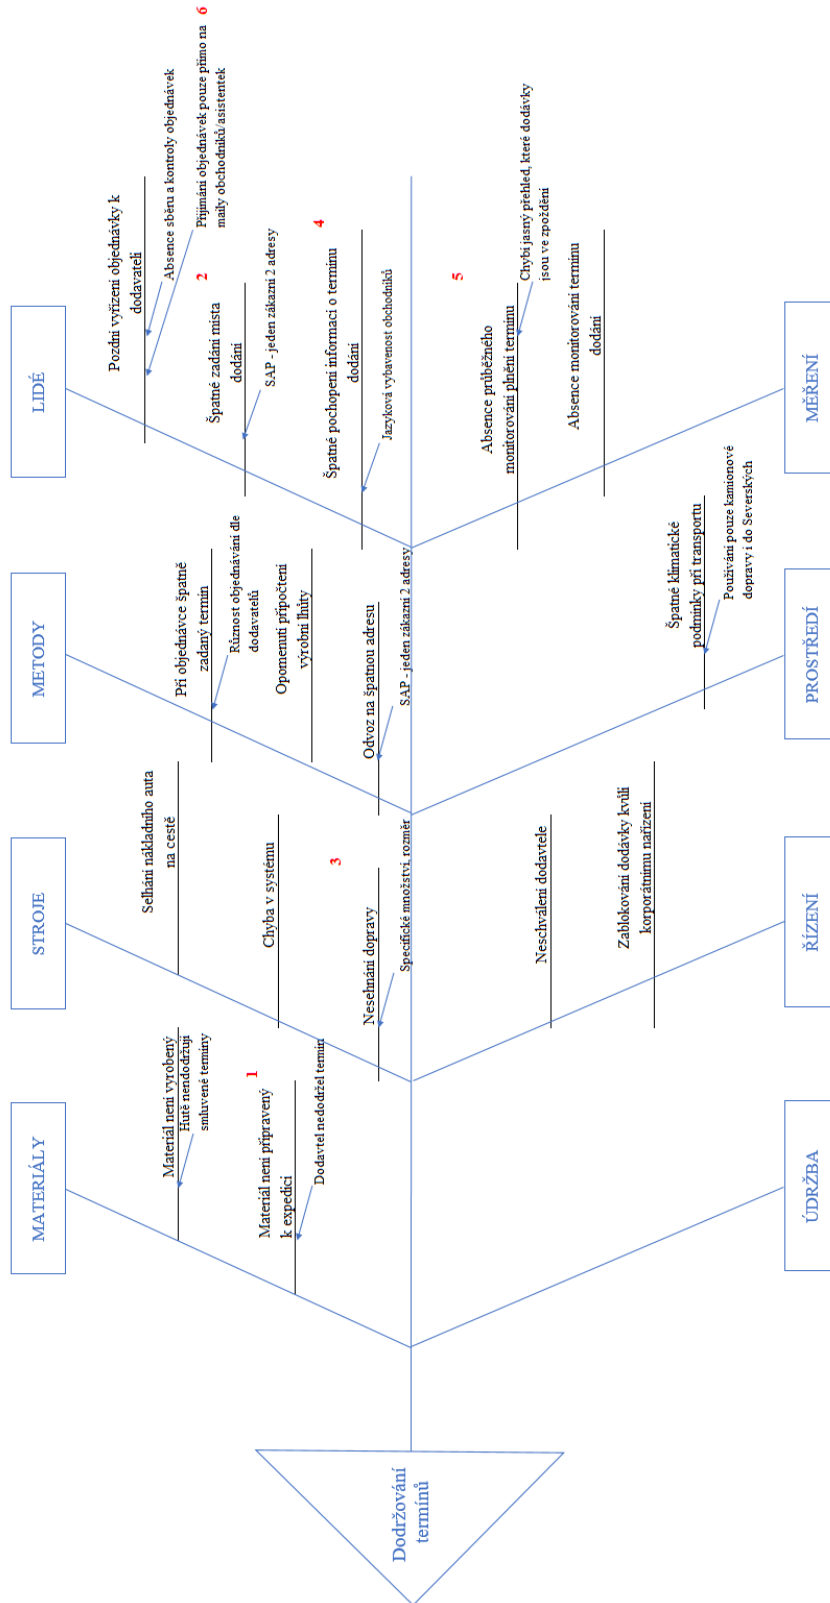 MATERIÁLY
STROJE
METODY
LIDÉ
Materiál není vyrobený
Hutě nendodržují
smluvené termíny
1
Materiál není připravený
k expedici
Dodavtel nedodržel termín
Selhání nákladního auta
na cestě
Chyba v systému
3
Nesehnání dopravy
Specifické množství, rozměr
Při objednávce špatně
zadaný termín
Různost objednávání dle
dodavatelů
Opomenutí připočtení
výrobní lhůty
Odvoz na špatnou adresu
SAP - jeden zákazní 2 adresy
Pozdní vyřízení objednávky k
dodavateli
Absence sběru a kontroly objednávek
6
Přijímání objednávek pouze přímo na
maily obchodníků/asistentek
2
Špatné zadání místa
dodání
SAP - jeden zákazní 2 adresy
4
Špatné pochopení informací o termínu
dodání
Jazyková vybavenost obchodníků
Dodržování
termínů
Neschválení dodavtele
Zablokování dodávky kvůli
korporátnímu nařízení
Špatné klimatické
podmínky při transportu
Používání pouze kamionové
dopravy i do Severských
5
Absence průběžného
monitorování plnění termínu
Chybí jasný přehled, které dodávky
jsou ve zpoždění
Absence monitorování termínu
dodání
ÚDRŽBA
ŘÍZENÍ
PROSTŘEDÍ
MĚŘENÍ